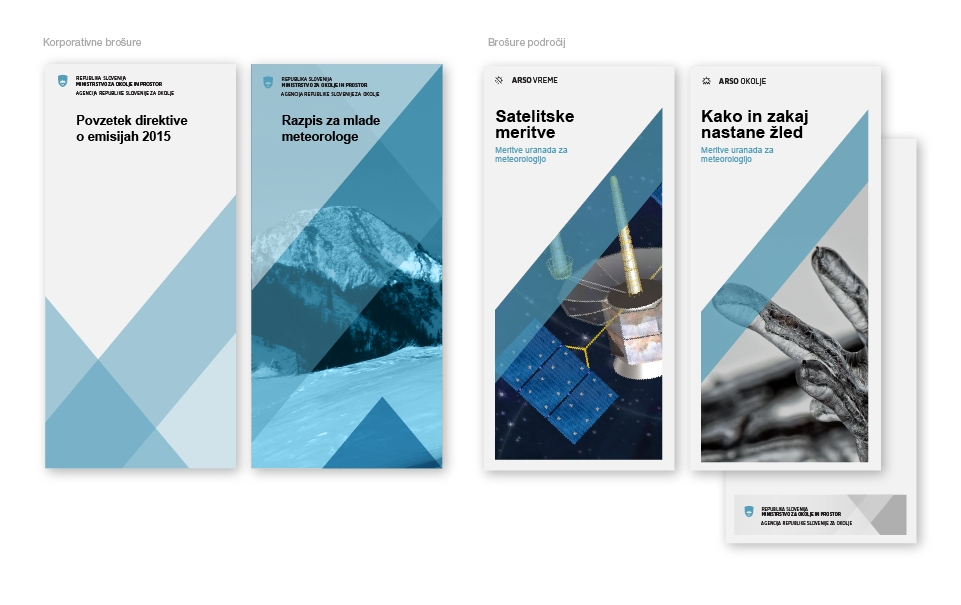 Korporativne brošure
REPUBLIKA SLOVENIJA
MINISTRSTVO ZA OKOLJE IN PROSTOR
AGENCIJA REPUBLIKE SLOVENIJE ZA OKOLJE
Povzetek direktive
o emisijah 2015
REPUBLIKA SLOVENIJA
MINISTRSTVO ZA OKOLJE IN PROSTOR
AGENCIJA REPUBLIKE SLOVENIJE ZA OKOLJE
Razpis za mlade
meteorologe
Brošure področij
ARSO VREME
Satelitske
meritve
Meritve uranada za
meteorologijo
ARSO OKOLJE
Kako in zakaj
nastane žled
Meritve uranada za
meteorologijo
REPUBLIKA SLOVENIJA
MINISTRSTVO ZA OKOLJE IN PROSTOR
AGENCIJA REPUBLIKE SLOVENIJE ZA OKOLJE